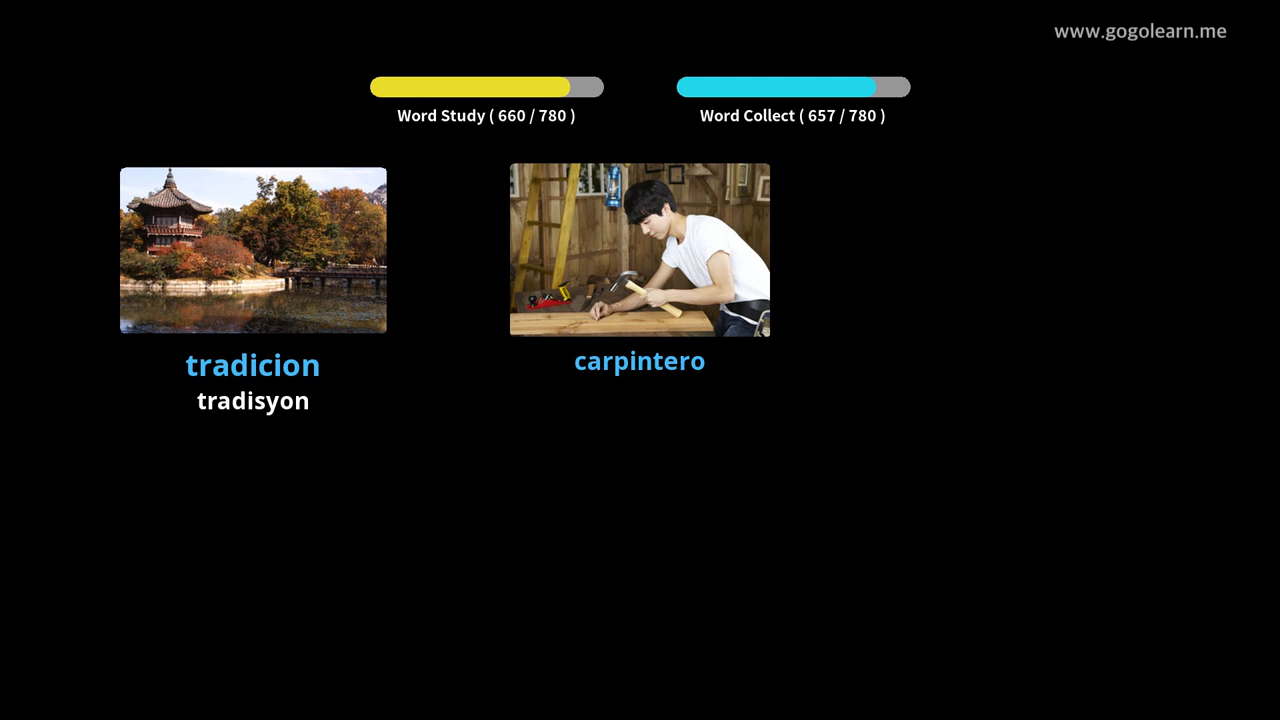 www.gogolearn.me
Word Study ( 660 / 780 )
Word Collect ( 657 / 780 )
tradicion
tradisyon
carpintero